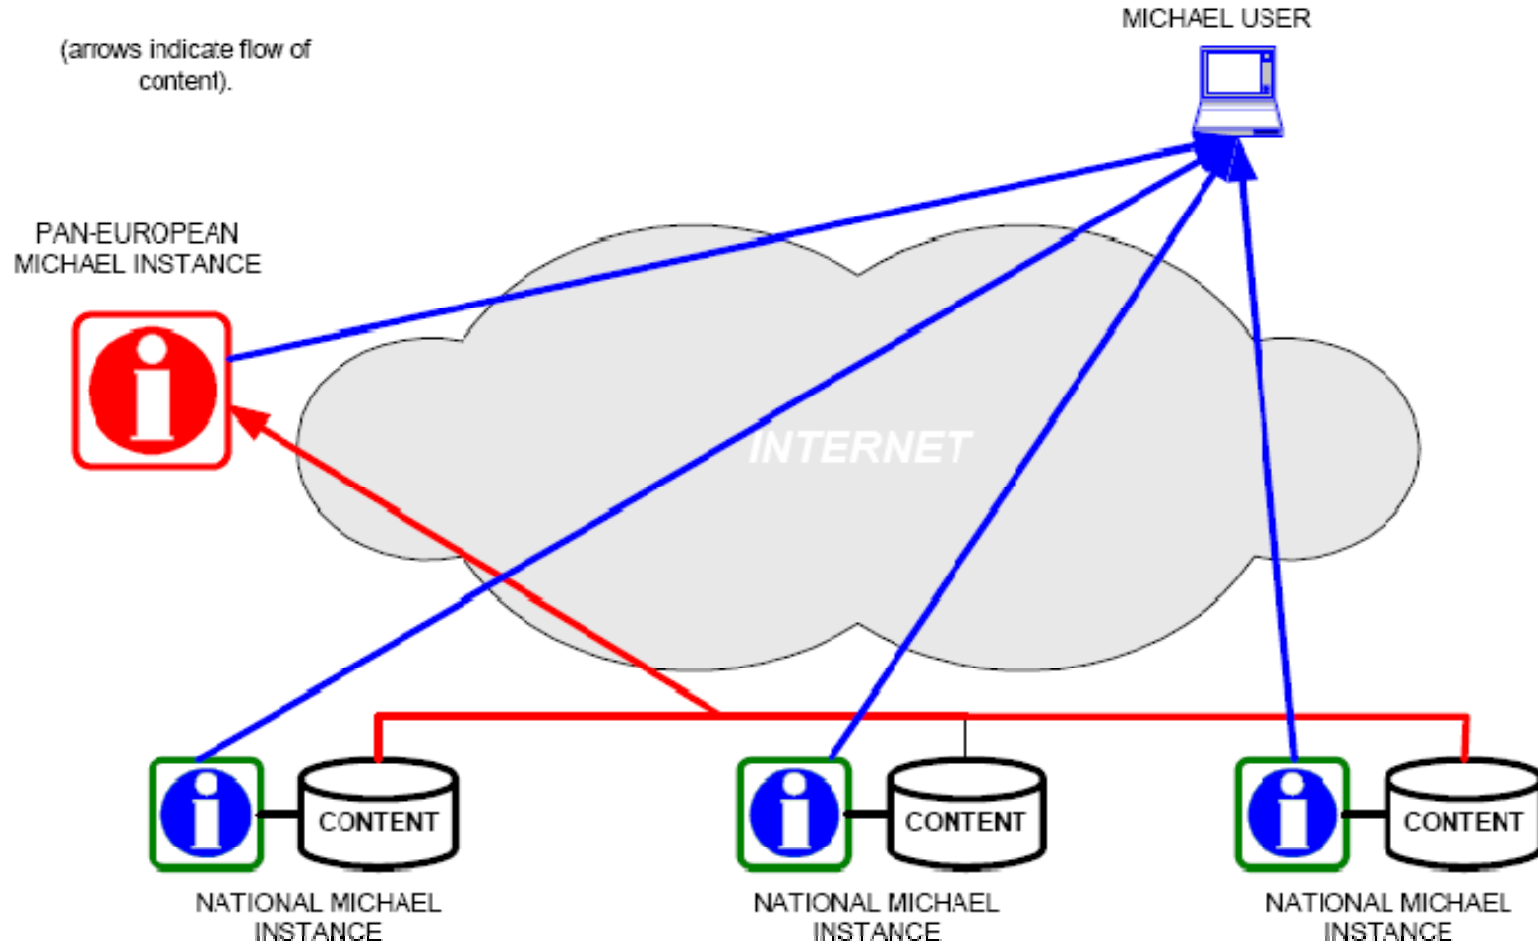 MICHAEL USER
(arrows indicate flow of
content).
PAN-EUROPEAN
MICHAEL INSTANCE
INTERNET
CONTENT
CONTENT
CONTENT
NATIONAL MICHAEL
INSTANCE
NATIONAL MICHAEL
INSTANCE
NATIONAL MICHAEL
INSTANCE